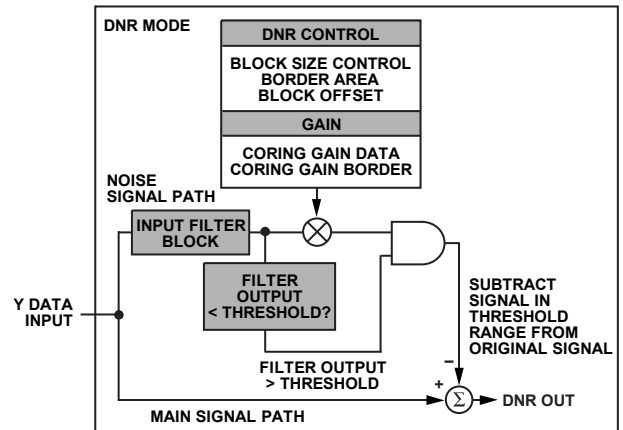 DNR MODE
DNR CONTROL
BLOCK SIZE CONTROL
BORDER AREA
BLOCK OFFSET
GAIN
CORING GAIN DATA
CORING GAIN BORDER
NOISE
SIGNAL PATH
INPUT FILTER
BLOCK
FILTER
OUTPUT
< THRESHOLD?
Y DATA
INPUT
SUBTRACT
SIGNAL IN
THRESHOLD
RANGE FROM
ORIGINAL SIGNAL
FILTER OUTPUT
> THRESHOLD
–
+
Σ
DNR OUT
MAIN SIGNAL PATH